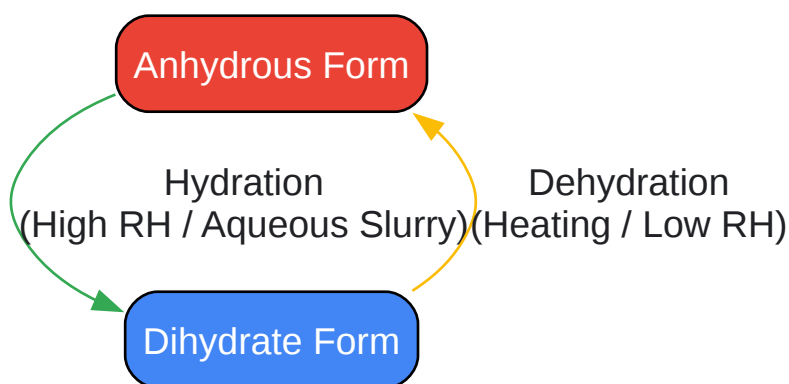 Anhydrous Form
Hydration
(High RH / Aqueous Slurry)
Dehydration
(Heating / Low RH)
Dihydrate Form